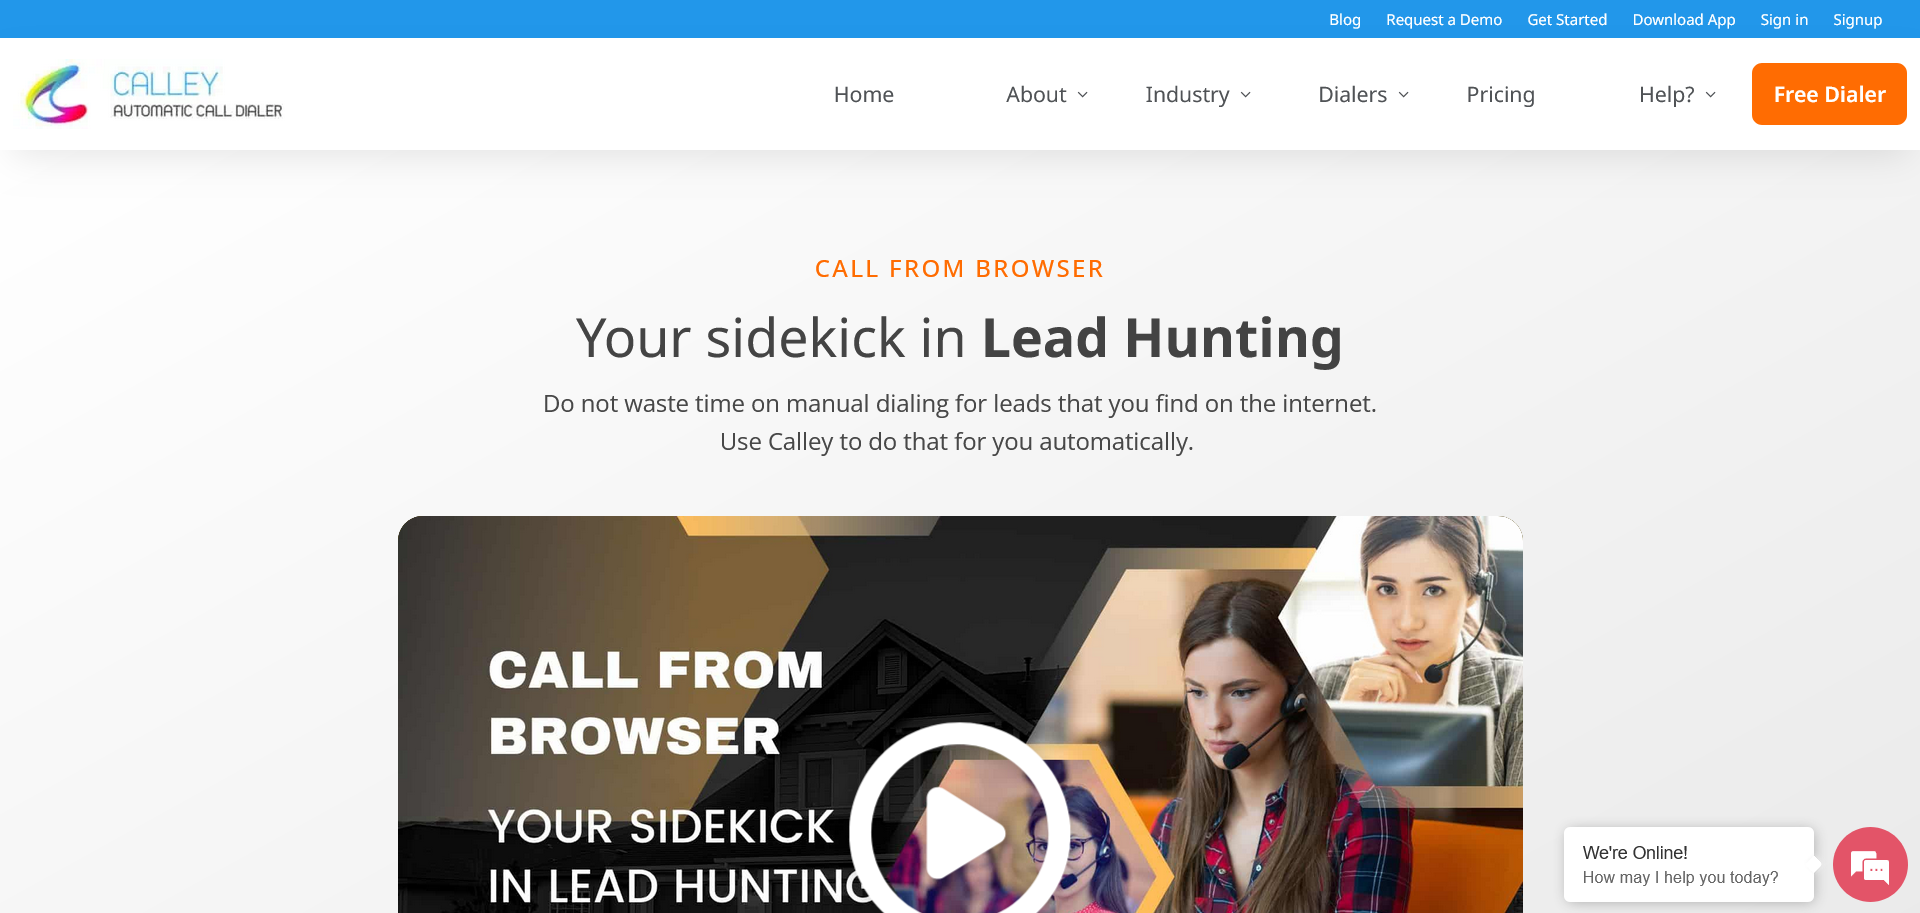 Blog Request a Demo Get Started Download App Sign in Signup
CALLEY
AUTOMATIC CALL DIALER
Home About Industry Dialers Pricing Help? Free Dialer
CALL FROM BROWSER
Your sidekick in Lead Hunting
Do not waste time on manual dialing for leads that you find on the internet.
Use Calley to do that for you automatically.
CALL FROM
BROWSER
YOUR SIDEKICK
IN LEAD HUNTING
We're Online!
How may I help you today?